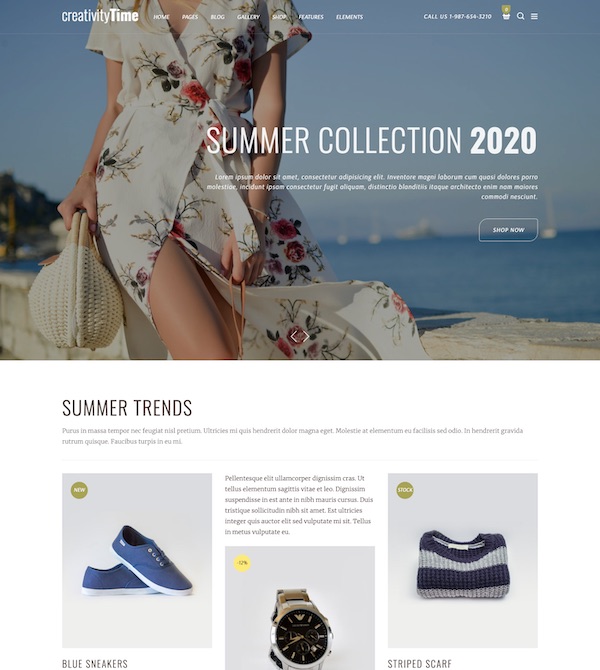 creativityTime HOME PAGES BLOG GALLERY SHOP FEATURES ELEMENTS CALL US 1-987-654-3210 0
SUMMER COLLECTION 2020
Lorem ipsum dolor sit amet, consectetur adipisicing elit. Inventore magni laborum cum quasi dolores porro
molestiae, incidunt ipsam consectetur fugit aliquam, distinctio blanditiis itaque architecto enim nam maiores
commodi nesciunt.
SHOP NOW
SUMMER TRENDS
Purus in massa tempor nec feugiat nisl pretium. Ultricies mi quis hendrerit dolor magna eget. Molestie at elementum eu facilisis sed odio. In hendrerit gravida
rutrum quisque. Faucibus turpis in eu mi.
NEW
Pellentesque elit ullamcorper dignissim cras. Ut
tellus elementum sagittis vitae et leo. Dignissim
suspendisse in est ante in nibh mauris cursus. Duis
tristique sollicitudin nibh sit amet. Est ultricies
integer quis auctor elit sed vulputate mi sit. Tellus
in metus vulputate eu.
STOCK
-12%
BLUE SNEAKERS
STRIPED SCARF